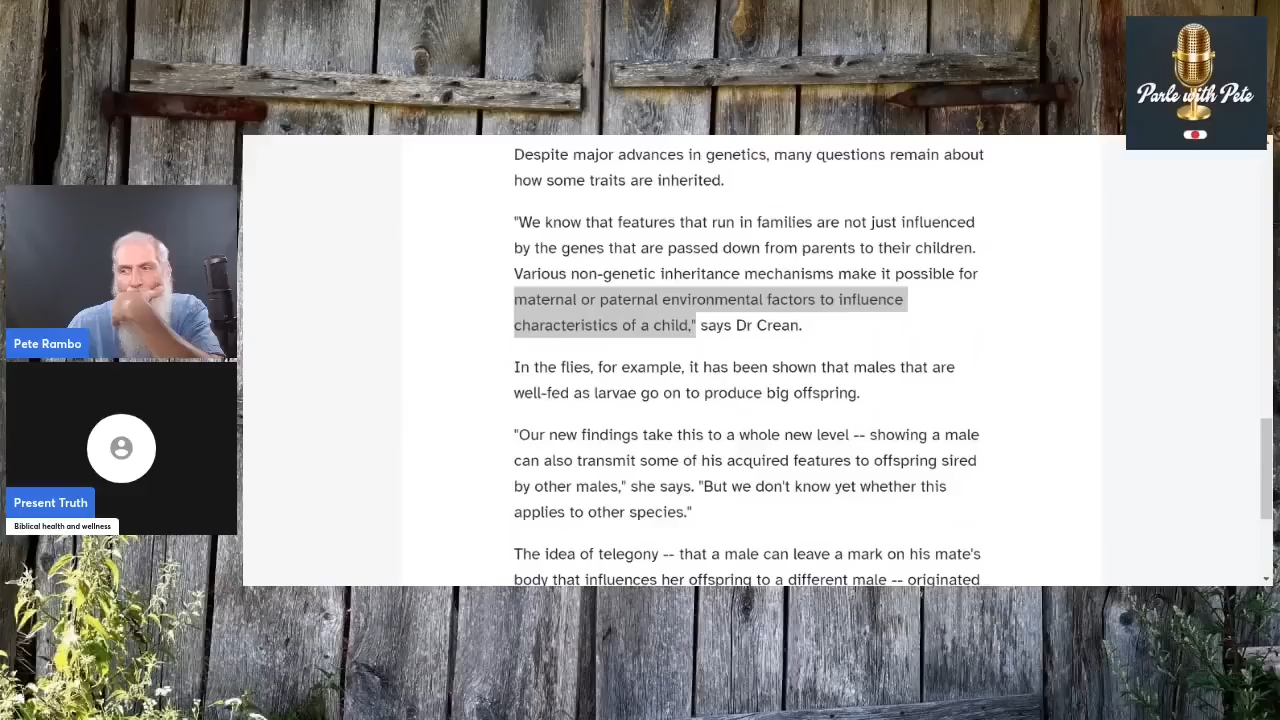 Parle with Pete
Despite major advances in genetics, many questions remain about
how some traits are inherited.
"We know that features that run in families are not just influenced
by the genes that are passed down from parents to their children.
Various non-genetic inheritance mechanisms make it possible for
maternal or paternal environmental factors to influence
characteristics of a child," says Dr Crean.
In the flies, for example, it has been shown that males that are
well-fed as larvae go on to produce big offspring.
"Our new findings take this to a whole new level -- showing a male
can also transmit some of his acquired features to offspring sired
by other males," she says. "But we don't know yet whether this
applies to other species."
The idea of telegony -- that a male can leave a mark on his mate's
body that influences her offspring to a different male -- originated
Pete Rambo
Present Truth
Biblical health and wellness